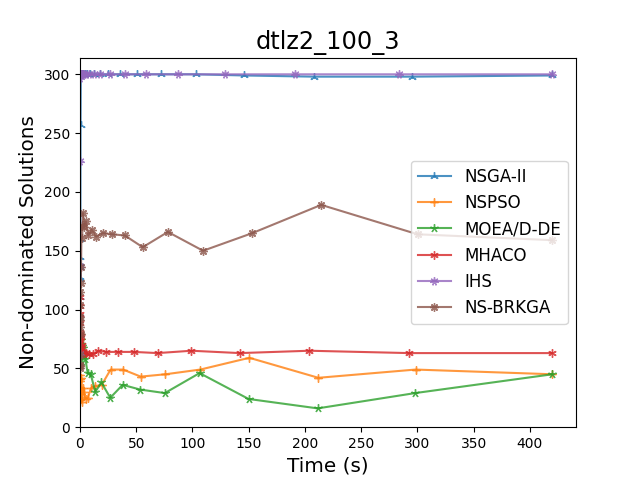 dtlz2_100_3
Non-dominated Solutions
300
250
200
150
100
50
0
NSGA-II
NSPSO
MOEA/D-DE
MHACO
IHS
NS-BRKGA
0 50 100 150 200 250 300 350 400
Time (s)